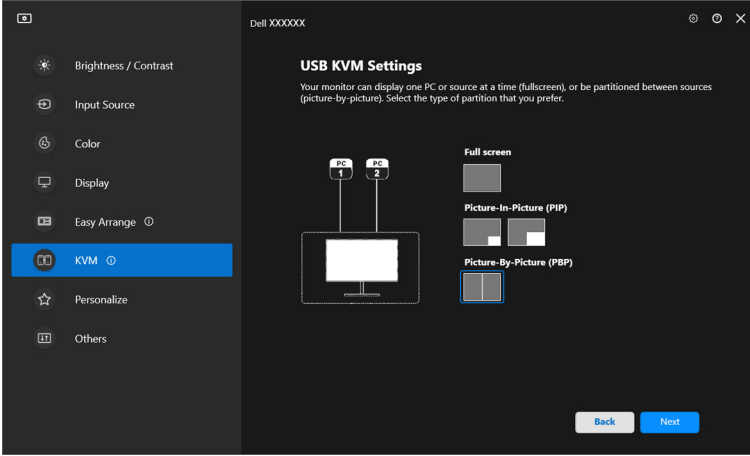 Dell XXXXXX
Brightness / Contrast
Input Source
Color
Display
Easy Arrange
KVM
Personalize
Others
USB KVM Settings
Your monitor can display one PC or source at a time (fullscreen), or be partitioned between sources
(picture-by-picture). Select the type of partition that you prefer.
PC 1
PC 2
Full screen
Picture-In-Picture (PIP)
Picture-By-Picture (PBP)
Back
Next